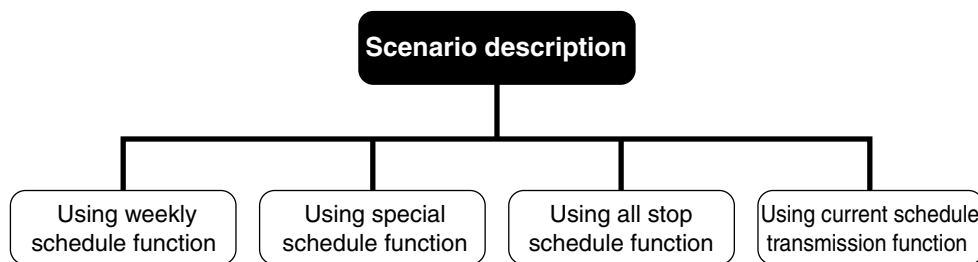 Scenario description
Using weekly
schedule function
Using special
schedule function
Using all stop
schedule function
Using current schedule
transmission function